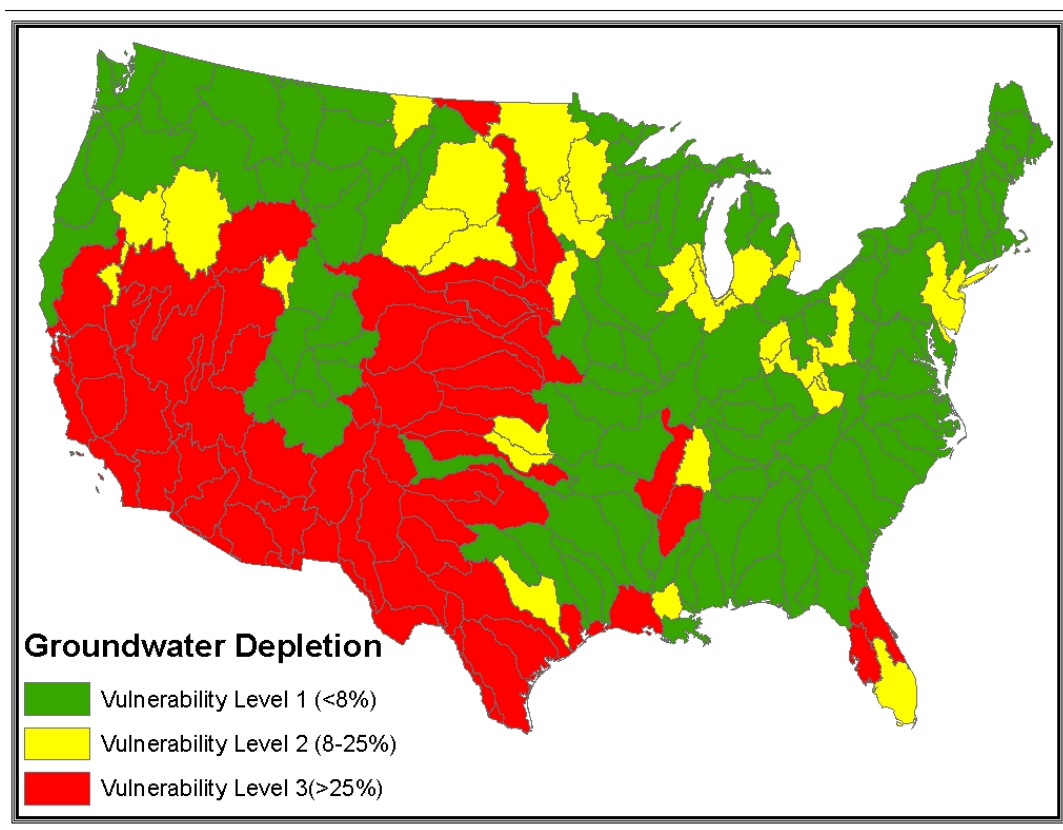 Groundwater Depletion
Vulnerability Level 1 (<8%)
Vulnerability Level 2 (8-25%)
Vulnerability Level 3(>25%)